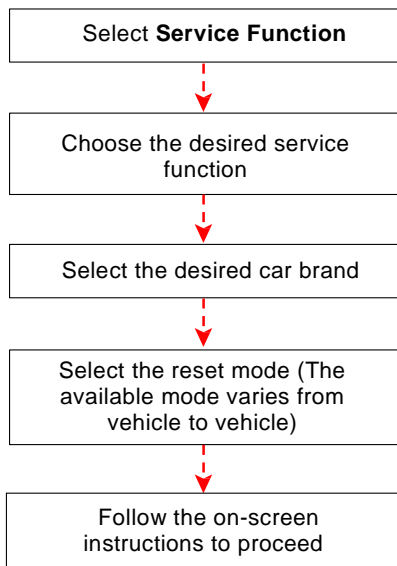 Select Service Function
Choose the desired service
function
Select the desired car brand
Select the reset mode (The
available mode varies from
vehicle to vehicle)
Follow the on-screen
instructions to proceed